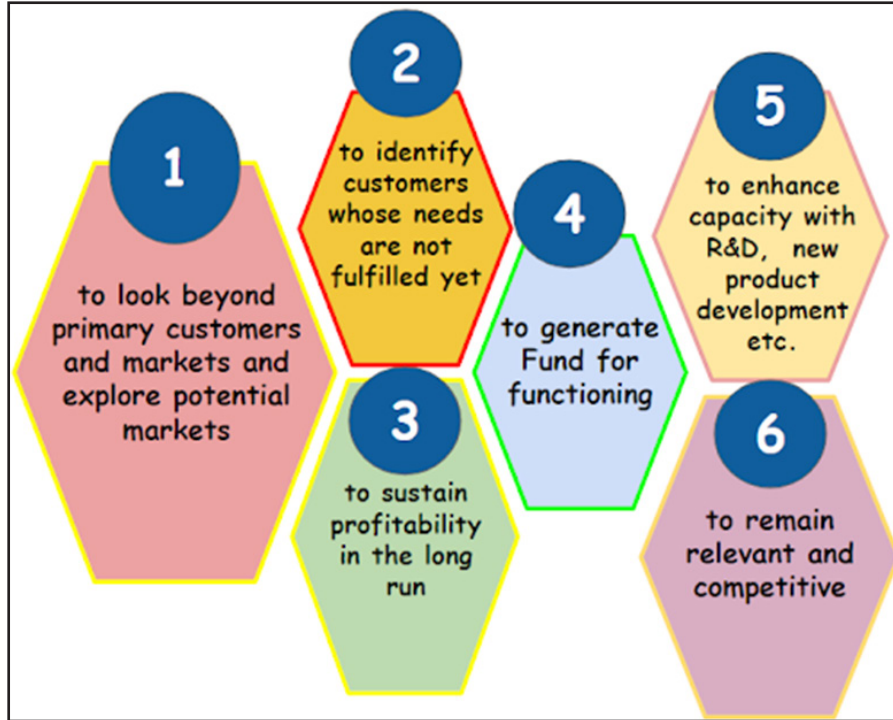 1
to look beyond
primary customers
and markets and
explore potential
markets
2
to identify
customers
whose needs
are not
fulfilled yet
3
to sustain
profitability
in the long
run
4
to generate
Fund for
functioning
5
to enhance
capacity with
R&D, new
product
development
etc.
6
to remain
relevant and
competitive